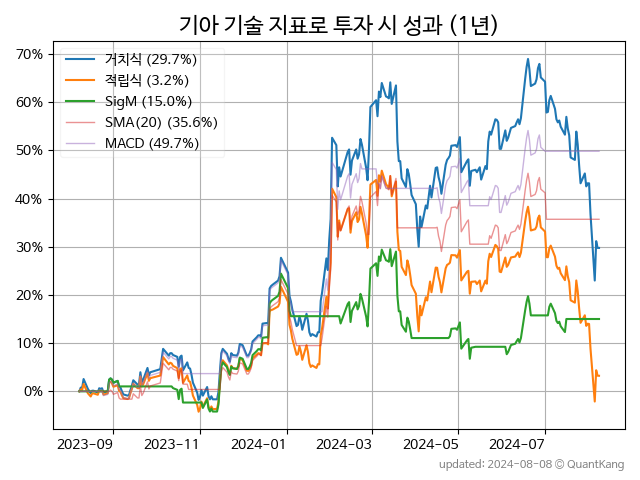 기아 기술 지표로 투자 시 성과 (1년)
거치식 (29.7%)
적립식 (3.2%)
SigM (15.0%)
SMA(20) (35.6%)
MACD (49.7%)
70%
60%
50%
40%
30%
20%
10%
0%
2023-09 2023-11 2024-01 2024-03 2024-05 2024-07
updated: 2024-08-08 © QuantKang